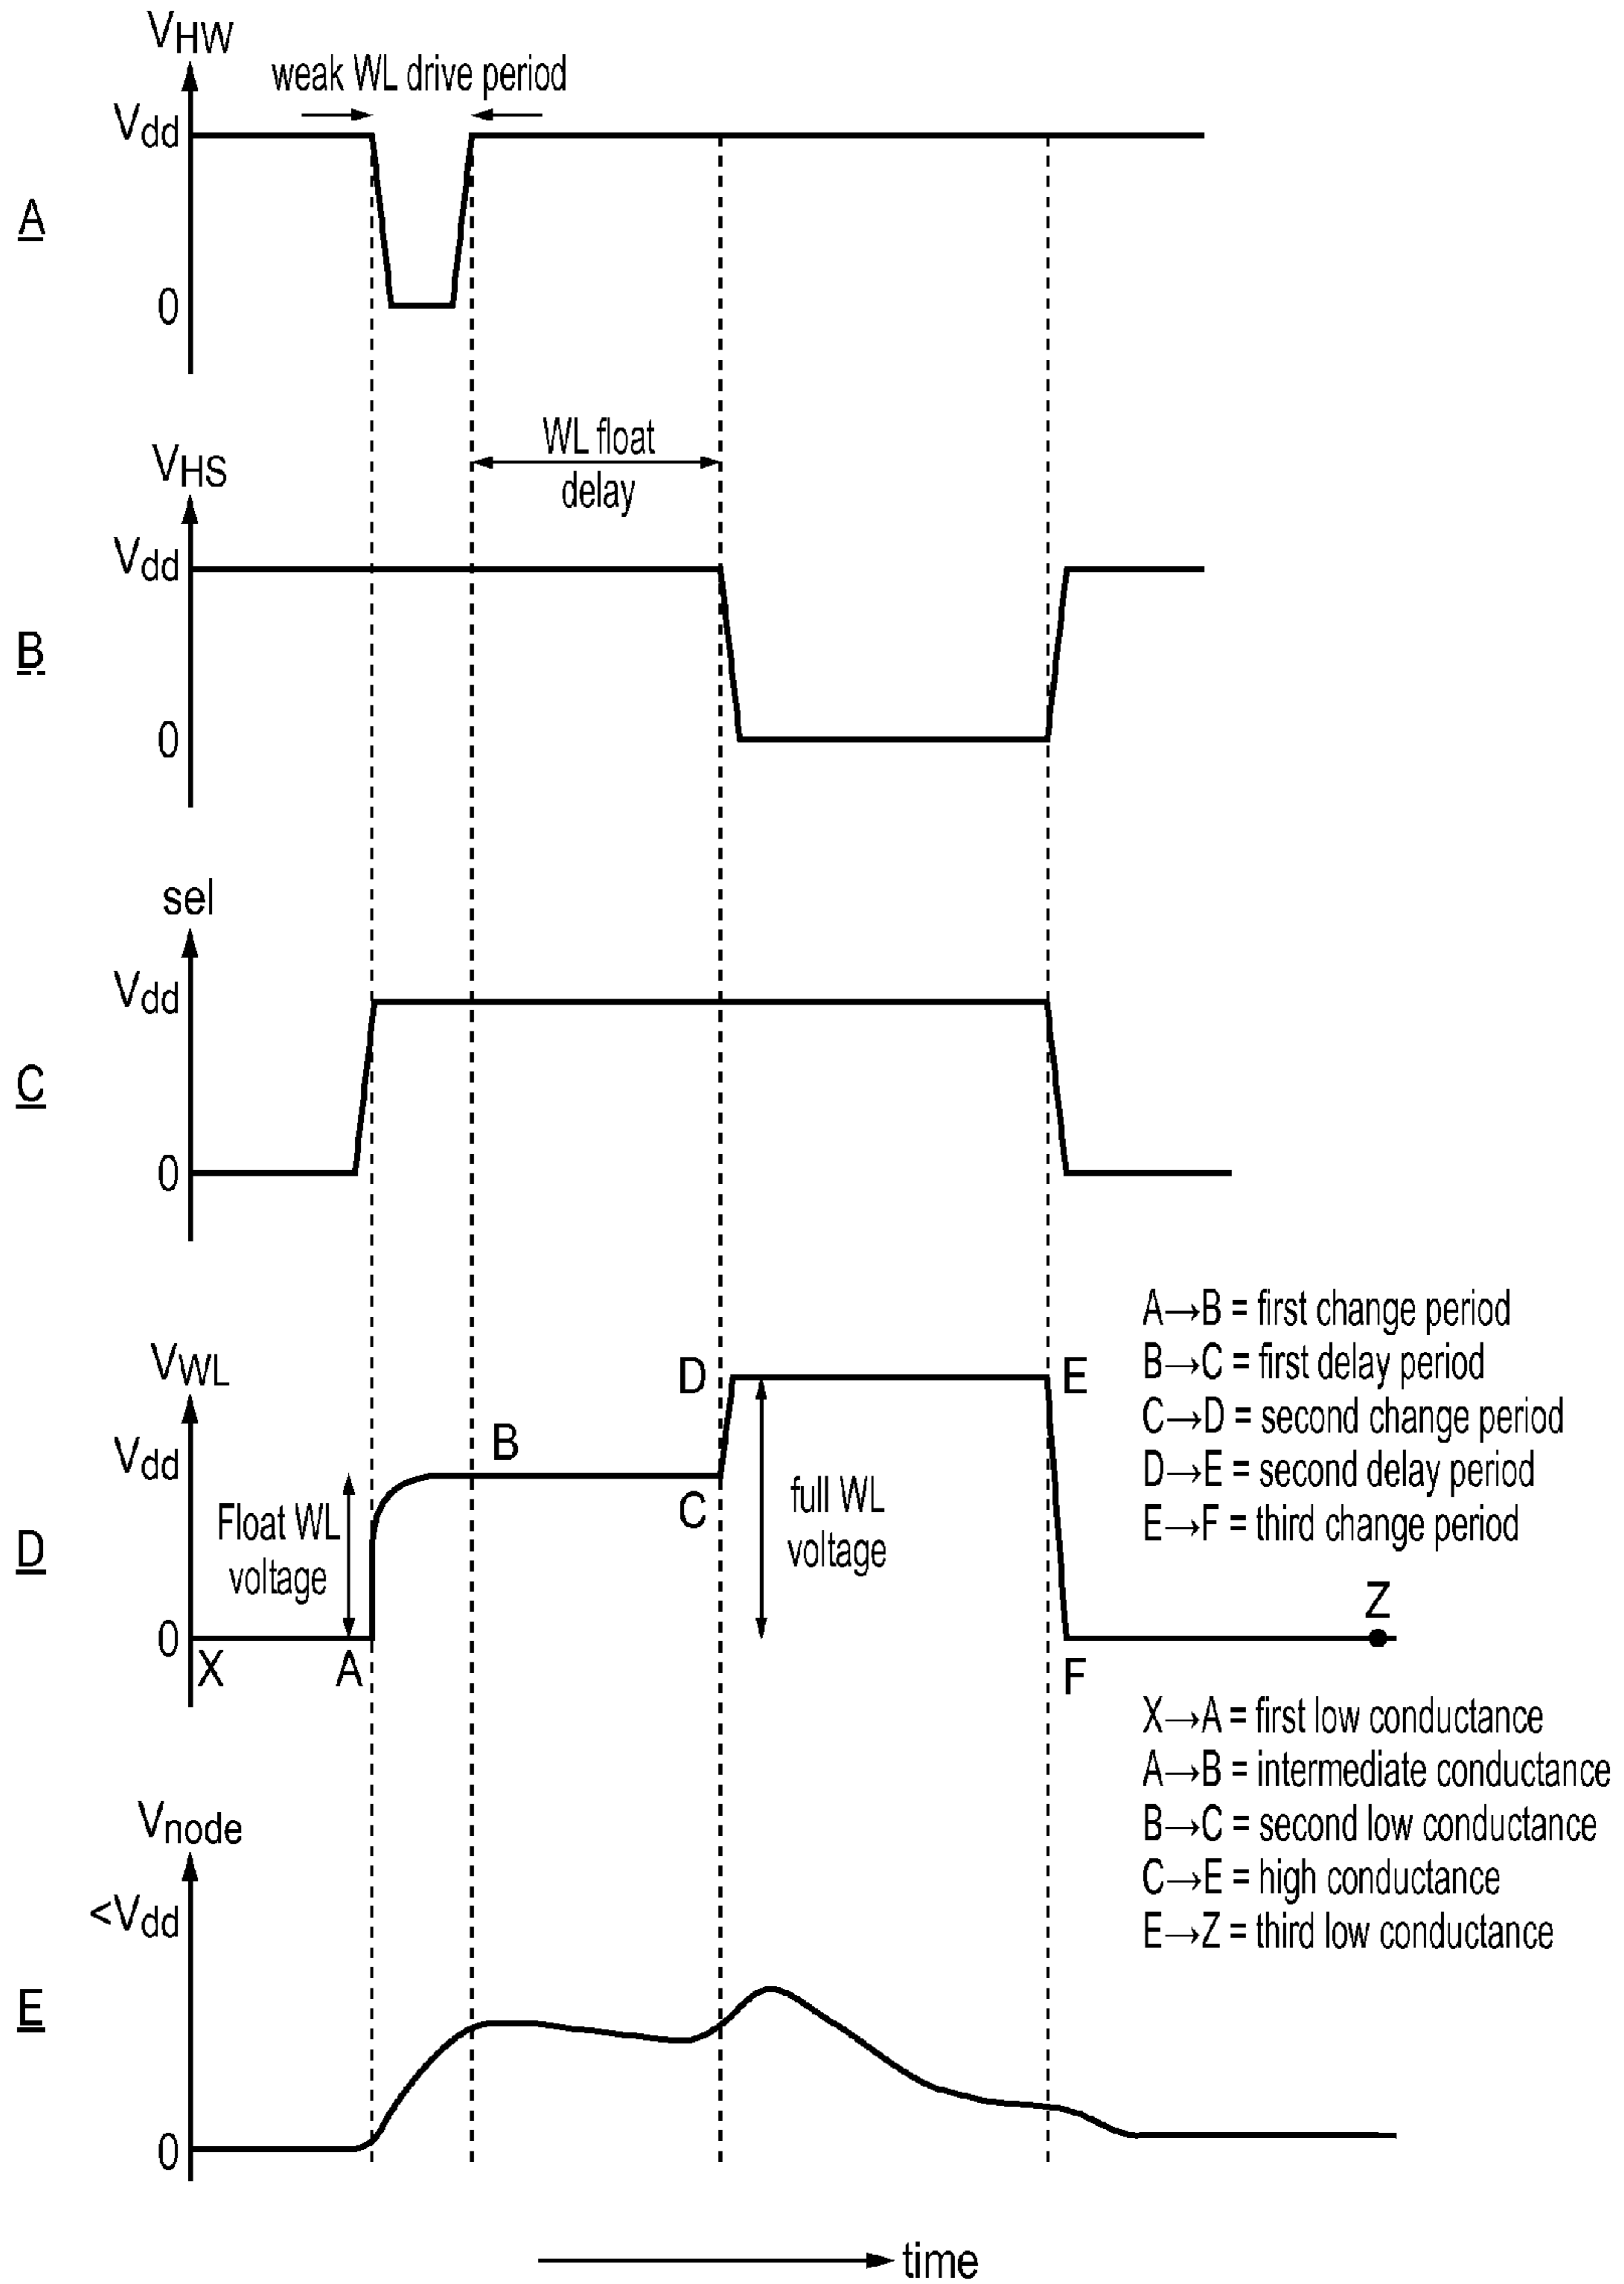 VHW
weak WL drive period
Vdd
A
0
WL float
delay
VHS
Vdd
B
0
sel
Vdd
C
0
A→B = first change period
B→C = first delay period
C→D = second change period
D→E = second delay period
E→F = third change period
VWL
D
E
Vdd
B
C
Float WL
voltage
full WL
voltage
D
0
X
A
F
Z
X→A = first low conductance
A→B = intermediate conductance
B→C = second low conductance
C→E = high conductance
E→Z = third low conductance
Vnode
<Vdd
E
0
time